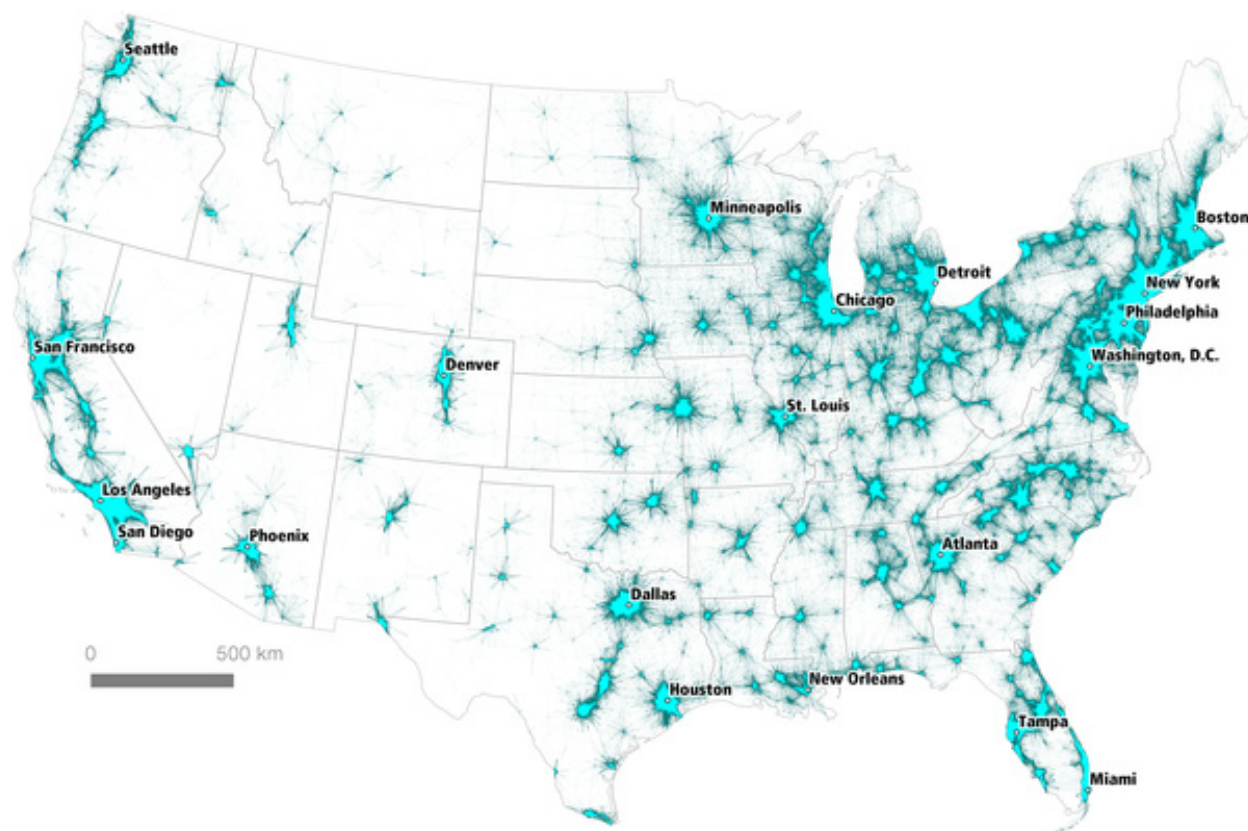 Seattle
Minneapolis
Boston
Detroit
New York
Chicago
Philadelphia
San Francisco
Washington, D.C.
Denver
St. Louis
Los Angeles
San Diego
Phoenix
Atlanta
Dallas
0 500 km
New Orleans
Houston
Tampa
Miami